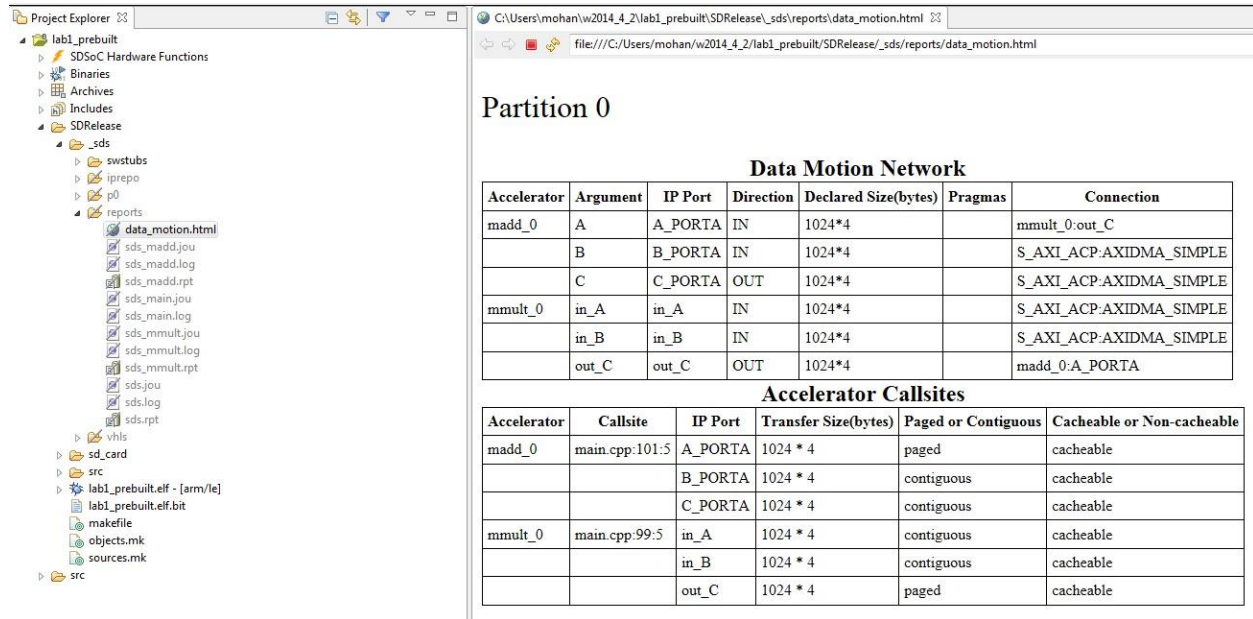 Project Explorer
lab1_prebuilt
SDSoC Hardware Functions
Binaries
Archives
Includes
SDRelease
_sds
swstubs
iprepo
p0
reports
data_motion.html
sds_madd.jou
sds_madd.log
sds_madd.rpt
sds_main.jou
sds_main.log
sds_mmult.jou
sds_mmult.log
sds_mmult.rpt
sds.jou
sds.log
sds.rpt
vhls
sd_card
src
lab1_prebuilt.elf - [arm/le]
lab1_prebuilt.elf.bit
makefile
objects.mk
sources.mk
src
C:\Users\mohan\w2014_4_2\lab1_prebuilt\SDRelease\_sds\reports\data_motion.html
file:///C:/Users/mohan/w2014_4_2/lab1_prebuilt/SDRelease/_sds/reports/data_motion.html
Partition 0
Data Motion Network
Accelerator Argument IP Port Direction Declared Size(bytes) Pragmas Connection
madd_0 A A_PORTA IN 1024*4 mmult_0:out_C
B B_PORTA IN 1024*4 S_AXI_ACP:AXIDMA_SIMPLE
C C_PORTA OUT 1024*4 S_AXI_ACP:AXIDMA_SIMPLE
mmult_0 in_A in_A IN 1024*4 S_AXI_ACP:AXIDMA_SIMPLE
in_B in_B IN 1024*4 S_AXI_ACP:AXIDMA_SIMPLE
out_C out_C OUT 1024*4 madd_0:A_PORTA
Accelerator Callsites
Accelerator Callsite IP Port Transfer Size(bytes) Paged or Contiguous Cacheable or Non-cacheable
madd_0 main.cpp:101:5 A_PORTA 1024 * 4 paged cacheable
B_PORTA 1024 * 4 contiguous cacheable
C_PORTA 1024 * 4 contiguous cacheable
mmult_0 main.cpp:99:5 in_A 1024 * 4 contiguous cacheable
in_B 1024 * 4 contiguous cacheable
out_C 1024 * 4 paged cacheable